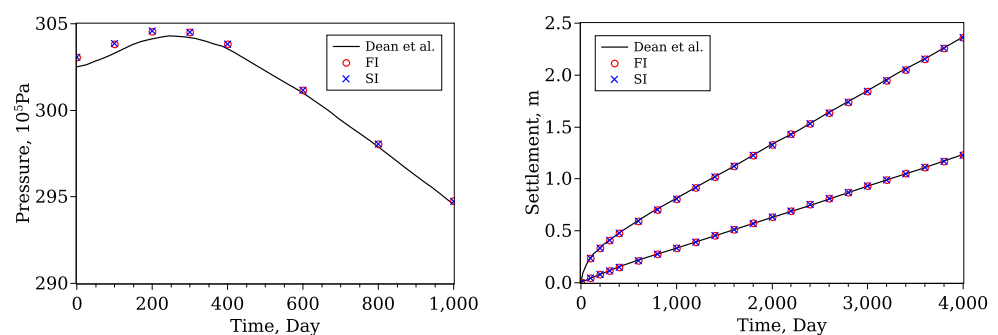 305
300
295
290
Pressure, 10⁵Pa
0
200
400
600
800
1,000
Time, Day
Dean et al.
FI
SI
2.5
2.0
1.5
1.0
0.5
0.0
Settlement, m
0
1,000
2,000
3,000
4,000
Time, Day
Dean et al.
FI
SI